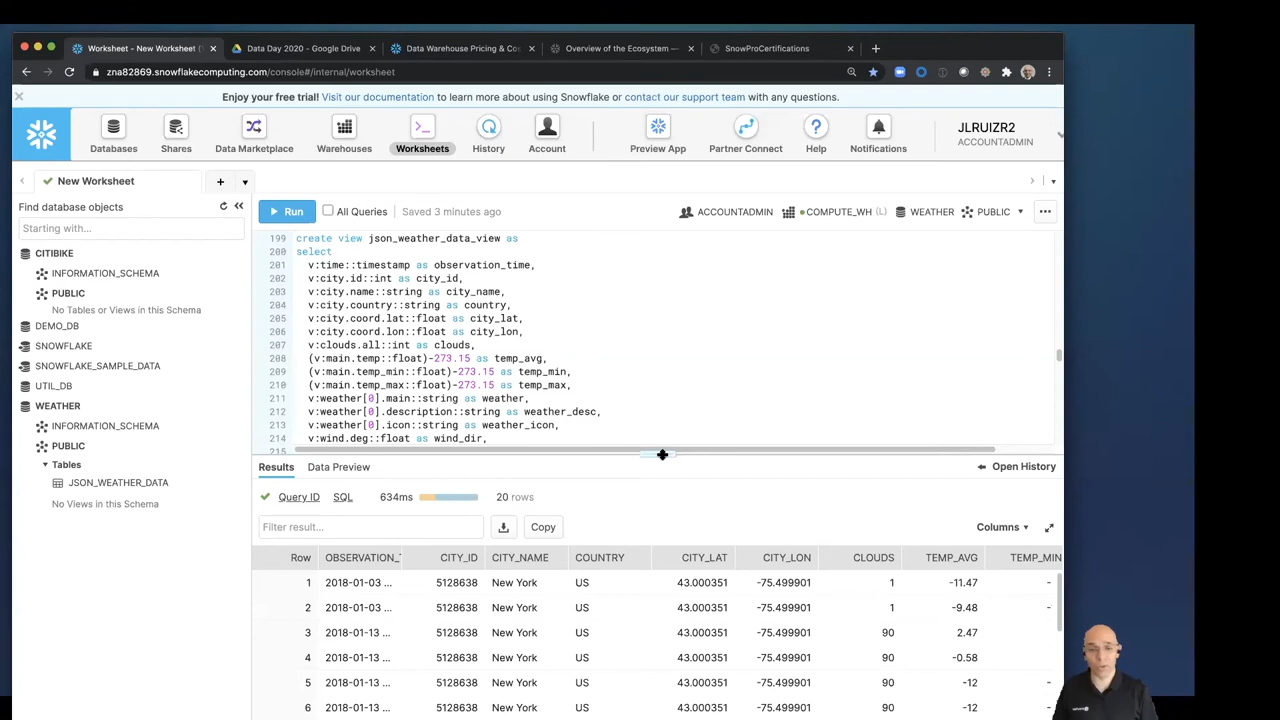 Worksheet - New Worksheet (
Data Day 2020 - Google Drive
Data Warehouse Pricing & Co
Overview of the Ecosystem —
SnowProCertifications
zna82869.snowflakecomputing.com/console#/internal/worksheet
Enjoy your free trial! Visit our documentation to learn more about using Snowflake or contact our support team with any questions.
Databases
Shares
Data Marketplace
Warehouses
Worksheets
History
Account
Preview App
Partner Connect
Help
Notifications
JLRUIZR2
ACCOUNTADMIN
New Worksheet
Find database objects
Starting with...
CITIBIKE
INFORMATION_SCHEMA
PUBLIC
No Tables or Views in this Schema
DEMO_DB
SNOWFLAKE
SNOWFLAKE_SAMPLE_DATA
UTIL_DB
WEATHER
INFORMATION_SCHEMA
PUBLIC
Tables
JSON_WEATHER_DATA
No Views in this Schema
Run All Queries Saved 3 minutes ago ACCOUNTADMIN COMPUTE_WH (L) WEATHER PUBLIC
199 create view json_weather_data_view as
200 select
201 v:time::timestamp as observation_time,
202 v:city.id::int as city_id,
203 v:city.name::string as city_name,
204 v:city.country::string as country,
205 v:city.coord.lat::float as city_lat,
206 v:city.coord.lon::float as city_lon,
207 v:clouds.all::int as clouds,
208 (v:main.temp::float)-273.15 as temp_avg,
209 (v:main.temp_min::float)-273.15 as temp_min,
210 (v:main.temp_max::float)-273.15 as temp_max,
211 v:weather[0].main::string as weather,
212 v:weather[0].description::string as weather_desc,
213 v:weather[0].icon::string as weather_icon,
214 v:wind.deg::float as wind_dir,
215
Results Data Preview Open History
Query ID SQL 634ms 20 rows
Filter result... Copy Columns
Row OBSERVATION_ CITY_ID CITY_NAME COUNTRY CITY_LAT CITY_LON CLOUDS TEMP_AVG TEMP_MIN
1 2018-01-03 ... 5128638 New York US 43.000351 -75.499901 1 -11.47 -
2 2018-01-03 ... 5128638 New York US 43.000351 -75.499901 1 -9.48 -
3 2018-01-13 ... 5128638 New York US 43.000351 -75.499901 90 2.47
4 2018-01-13 ... 5128638 New York US 43.000351 -75.499901 90 -0.58 -
5 2018-01-13 ... 5128638 New York US 43.000351 -75.499901 90 -12 -
6 2018-01-13 ... 5128638 New York US 43.000351 -75.499901 90 -12 -